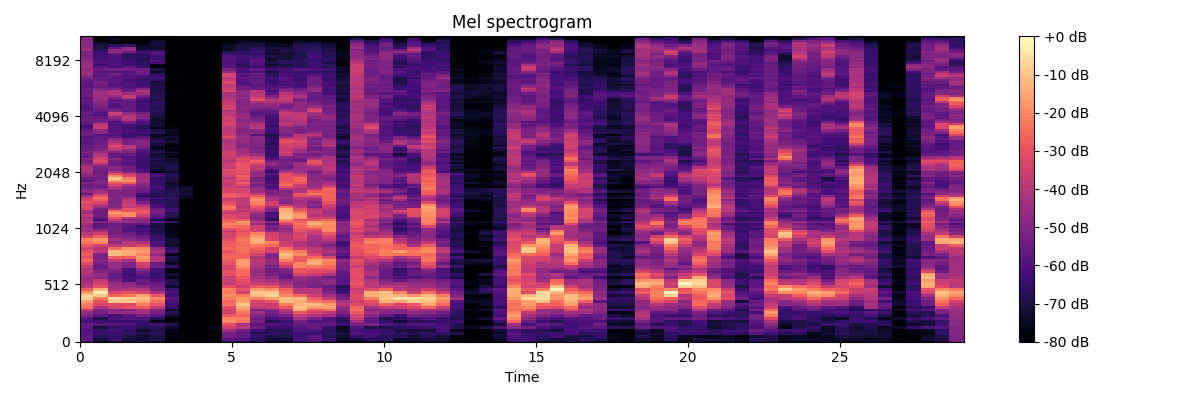 Mel spectrogram
Hz
8192
4096
2048
1024
512
0
0 5 10 15 20 25
Time
+0 dB
-10 dB
-20 dB
-30 dB
-40 dB
-50 dB
-60 dB
-70 dB
-80 dB